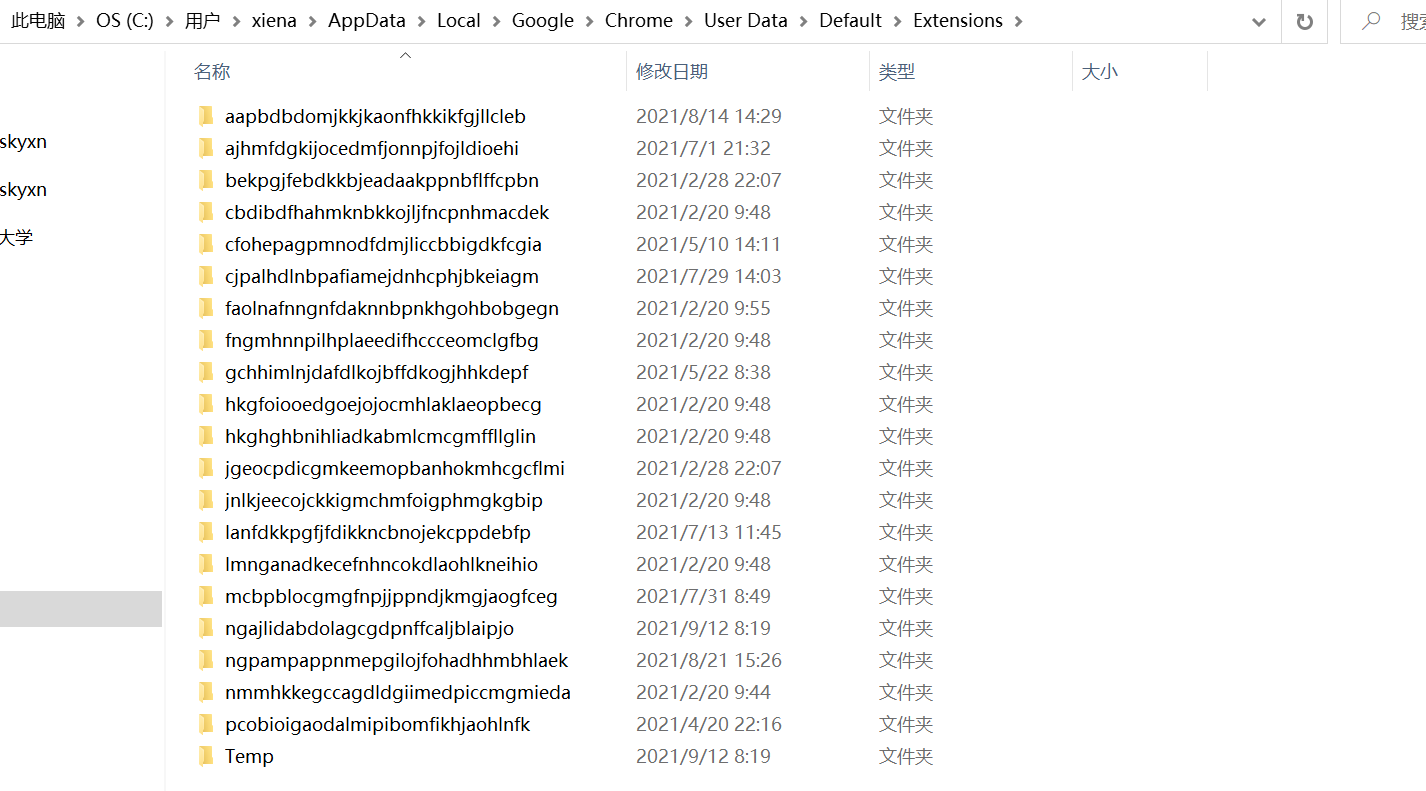 此电脑 > OS (C:) > 用户 > xiena > AppData > Local > Google > Chrome > User Data > Default > Extensions > 搜索
名称 修改日期 类型 大小
aapbdbdomjkkjkaonfhkkikfgjllcleb 2021/8/14 14:29 文件夹
ajhmfdgkijocedmfjonnpjfojldioehi 2021/7/1 21:32 文件夹
skyxn
bekpgjfebdkkbjeadaakppnbflffcpbn 2021/2/28 22:07 文件夹
skyxn
cbdibdfhahmknbkkojljfncpnhmacdek 2021/2/20 9:48 文件夹
大学
cfohepagpmnodfdmjliccbbigdkfcgia 2021/5/10 14:11 文件夹
cjpalhdlnbpafiamejdnhcphjbkeiagm 2021/7/29 14:03 文件夹
faolnafnngnfdaknnbpnkhgohbobgegn 2021/2/20 9:55 文件夹
fngmhnnpilhplaeedifhccceomclgfbg 2021/2/20 9:48 文件夹
gchhimlnjdafdlkojbffdkogjhhkdepf 2021/5/22 8:38 文件夹
hkgfoiooedgoejojocmhlaklaeopbecg 2021/2/20 9:48 文件夹
hkghghbnihliadkabmlcmcgmffllglin 2021/2/20 9:48 文件夹
jgeocpdicgmkeemopbanhokmhcgcflmi 2021/2/28 22:07 文件夹
jnlkjeecojckkigmchmfoigphmgkgbip 2021/2/20 9:48 文件夹
lanfdkkpgfjfdikkncbnojekcppdebfp 2021/7/13 11:45 文件夹
lmnganadkecefnhncokdlaohlkneihio 2021/2/20 9:48 文件夹
mcbpblocgmgfnpjjppndjkmgjaogfceg 2021/7/31 8:49 文件夹
ngajlidabdolagcgdpnffcaljblaipjo 2021/9/12 8:19 文件夹
ngpampappnmepgilojfohadhhmbhlaek 2021/8/21 15:26 文件夹
nmmhkkegccagdldgiimedpiccmgmieda 2021/2/20 9:44 文件夹
pcobioigaodalmipibomfikhjaohlnfk 2021/4/20 22:16 文件夹
Temp 2021/9/12 8:19 文件夹